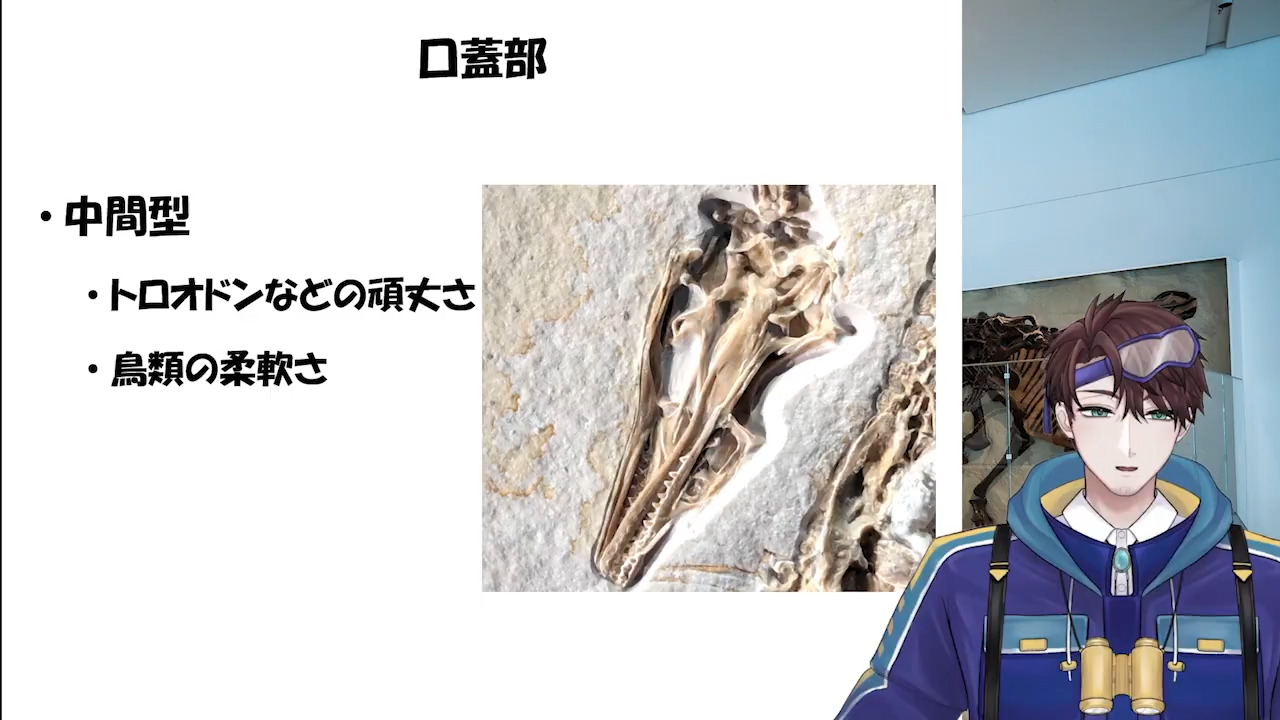 口蓋部
・中間型
・トロオドンなどの頑丈さ
・鳥類の柔軟さ